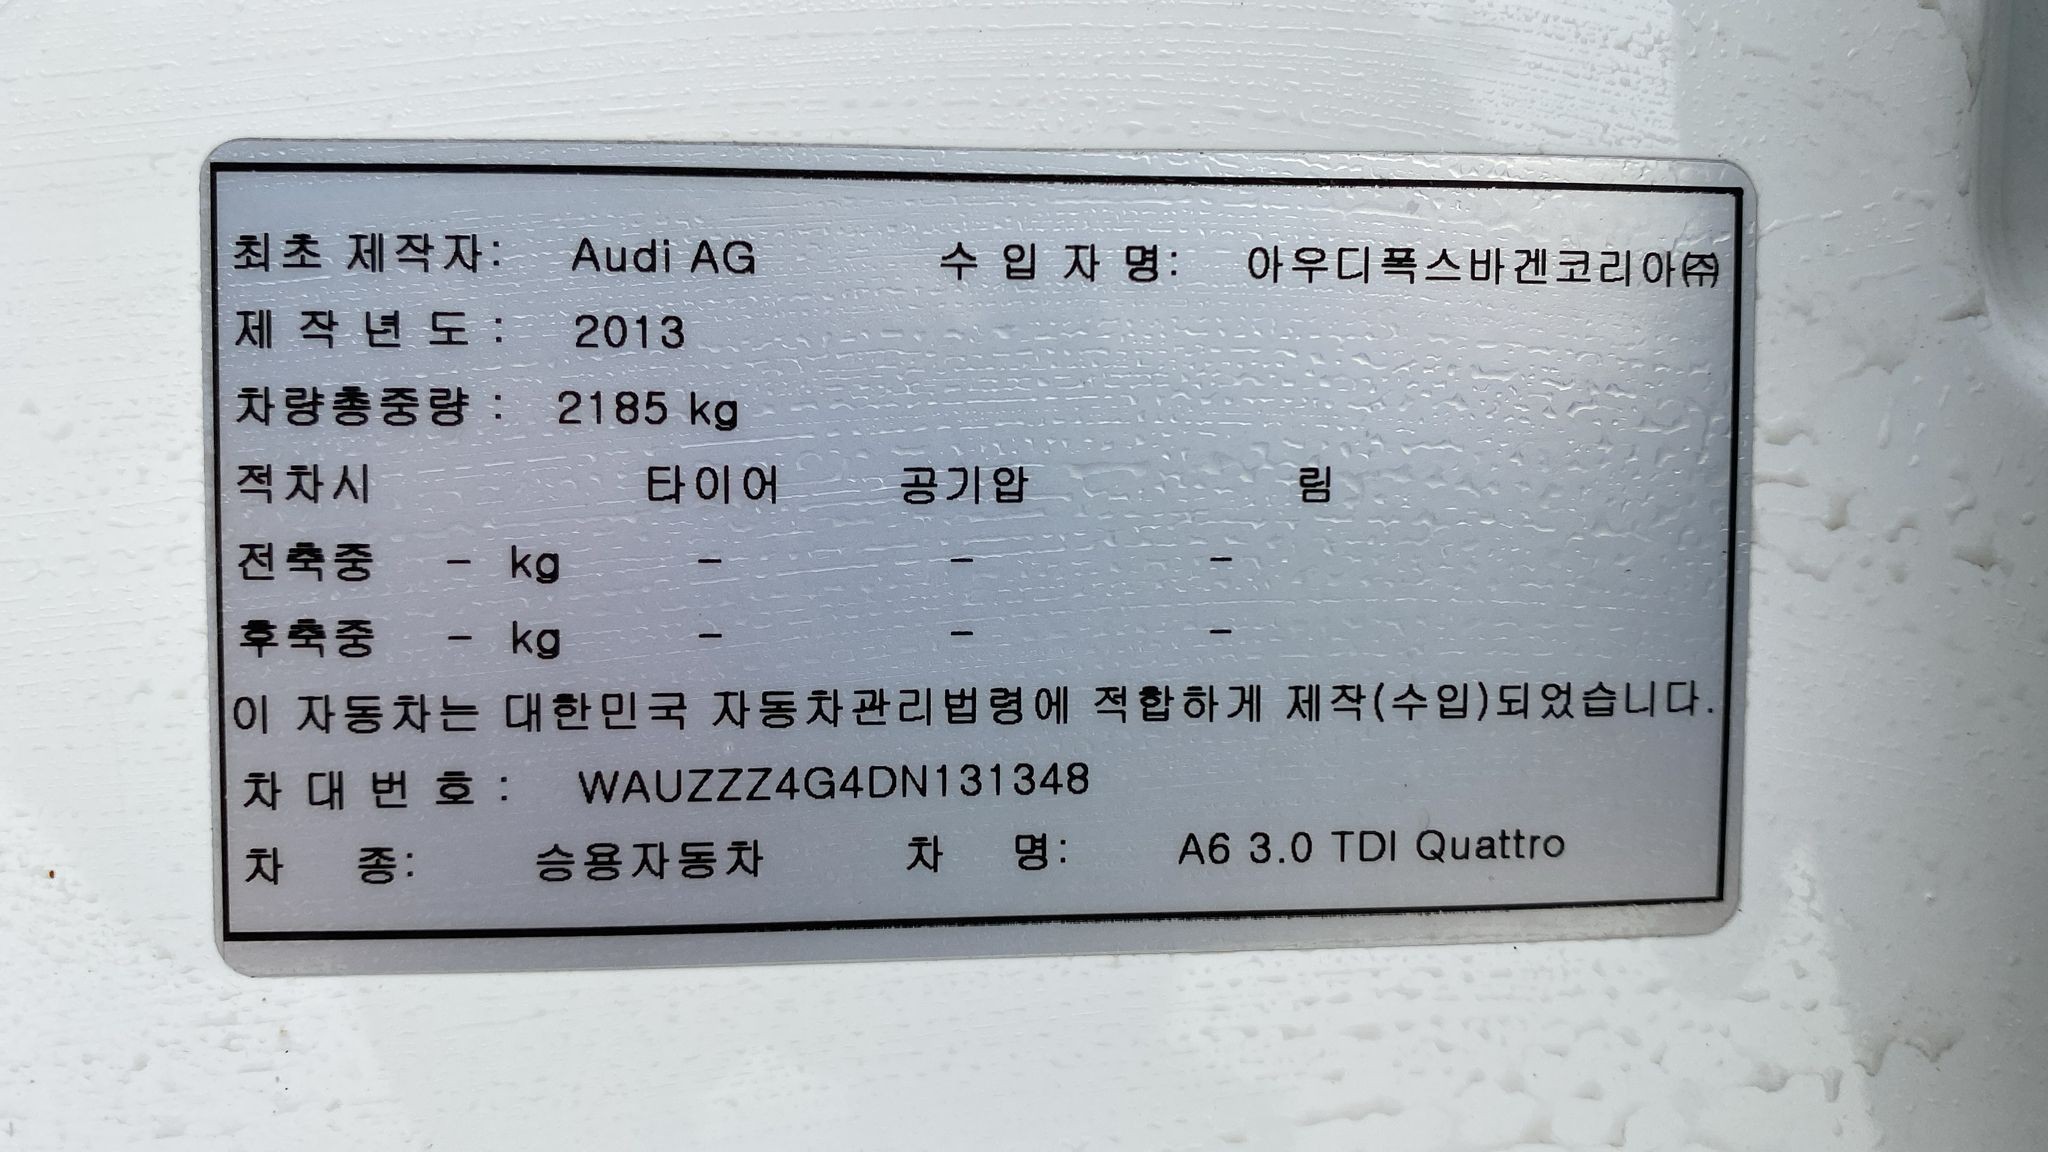 최초 제작자: Audi AG 수 입 자 명: 아우디폭스바겐코리아㈜
제 작 년 도 : 2013
차량총중량 : 2185 kg
적차시 타이어 공기압 림
전축중 - kg - - -
후축중 - kg - - -
이 자동차는 대한민국 자동차관리법령에 적합하게 제작(수입)되었습니다.
차 대 번 호 : WAUZZZ4G4DN131348
차 종: 승용자동차 차 명: A6 3.0 TDI Quattro